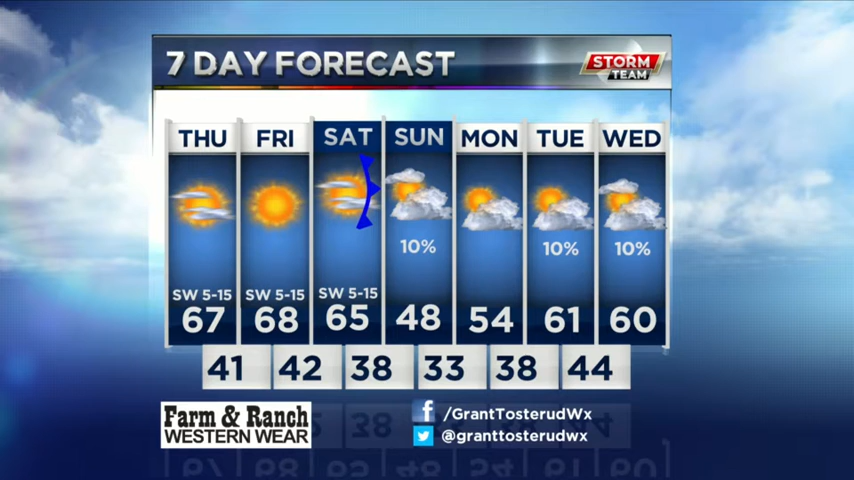 7 DAY FORECAST
STORM
TEAM
THU FRI SAT SUN MON TUE WED
10% 10% 10%
SW 5-15 SW 5-15 SW 5-15
67 68 65 48 54 61 60
41 42 38 33 38 44
Farm & Ranch
WESTERN WEAR
/GrantTosterudWx
@granttosterudwx